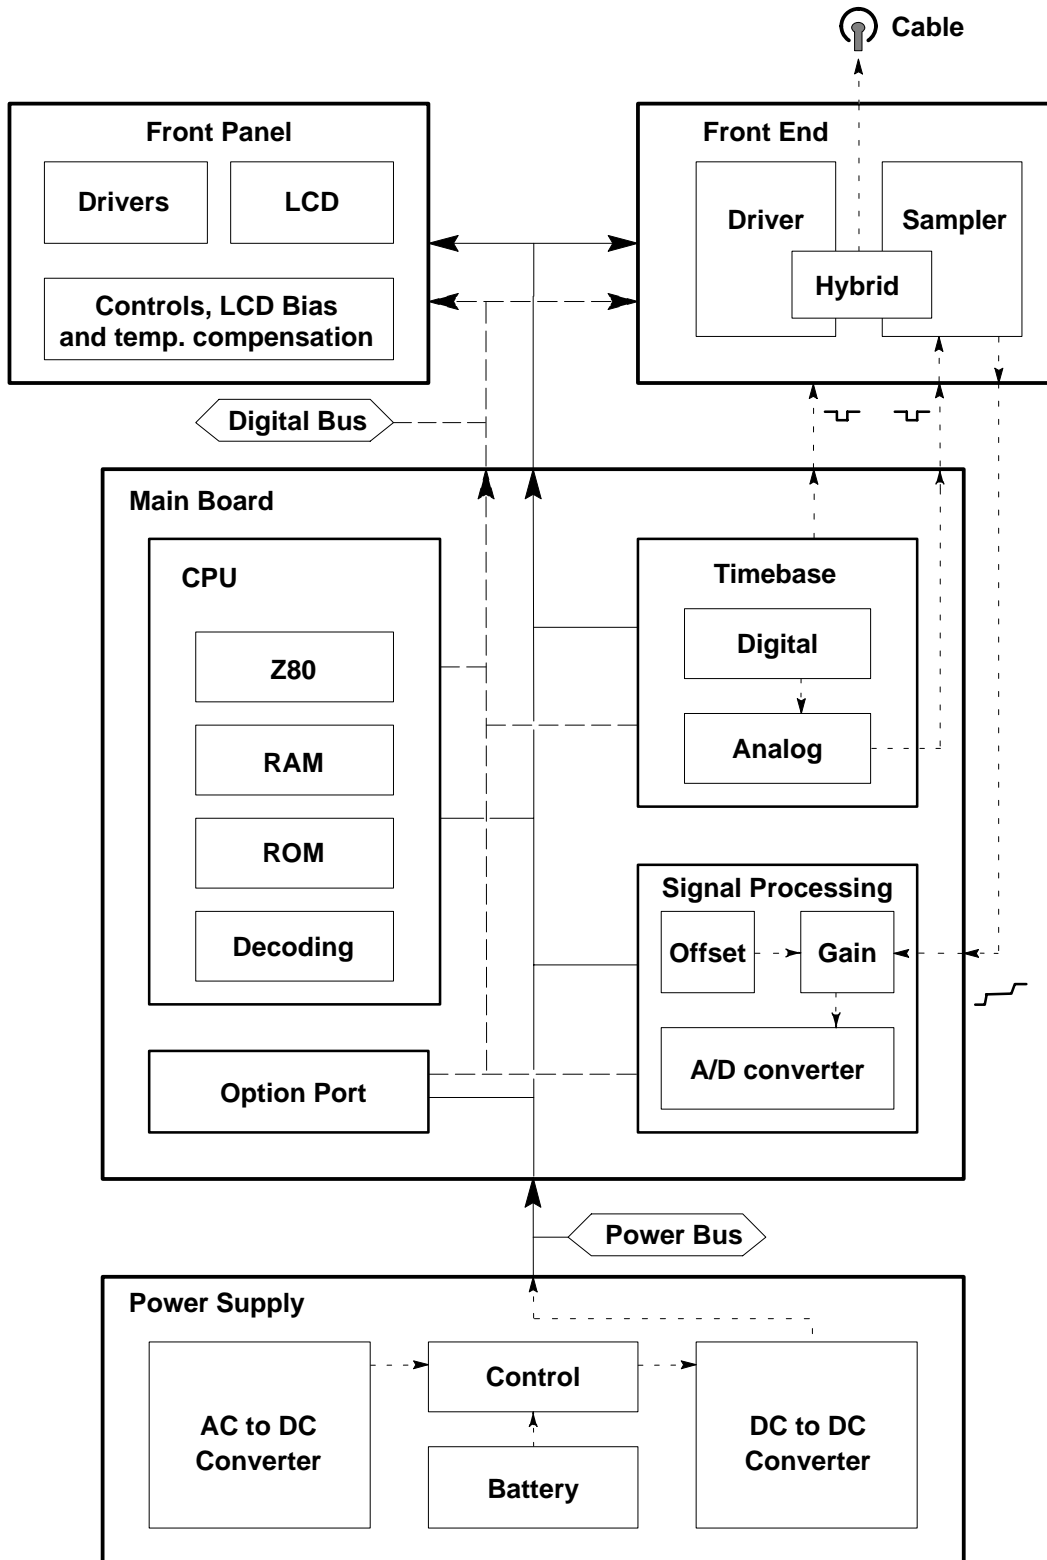 Cable
Front Panel
Drivers
LCD
Controls, LCD Bias
and temp. compensation
Front End
Driver
Sampler
Hybrid
Digital Bus
Main Board
CPU
Z80
RAM
ROM
Decoding
Option Port
Timebase
Digital
Analog
Signal Processing
Offset
Gain
A/D converter
Power Bus
Power Supply
AC to DC
Converter
Control
Battery
DC to DC
Converter